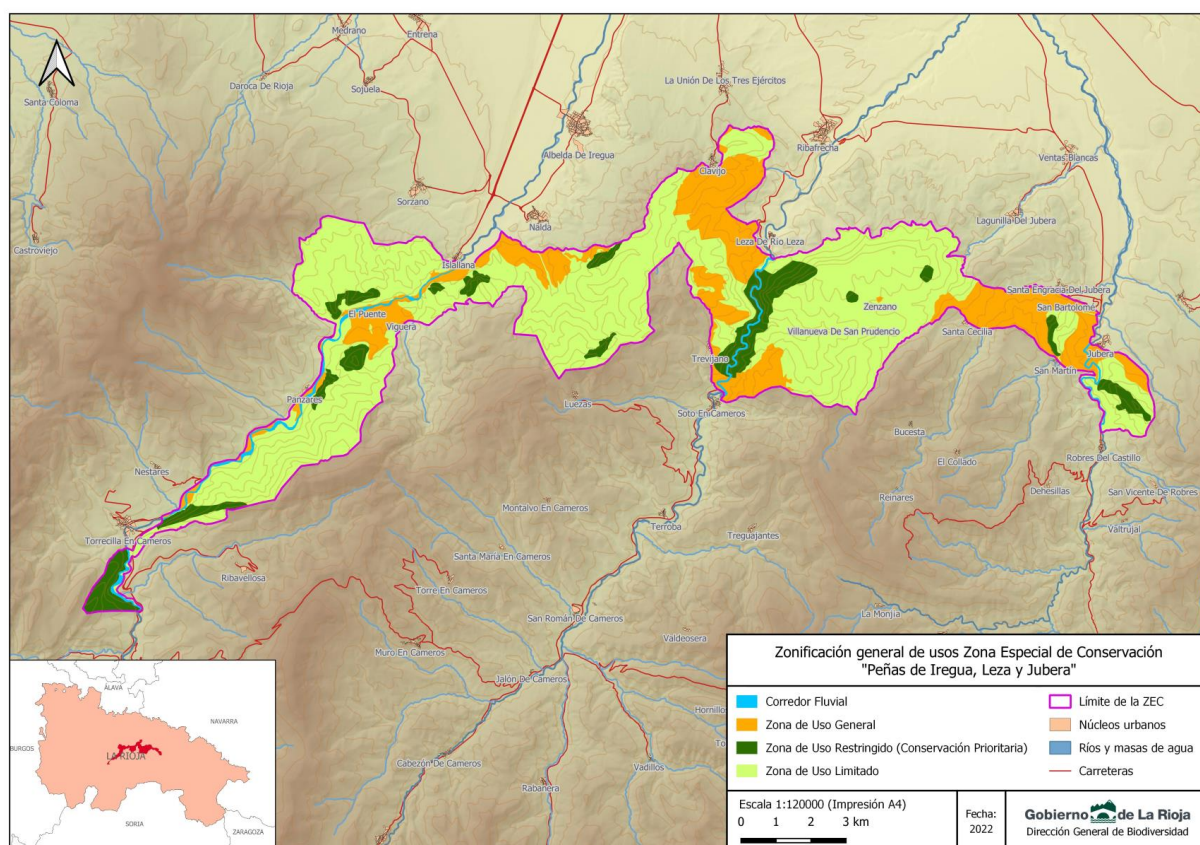 Medrano
Entrena
Daroca De Rioja
Sojuela
La Unión De Los Tres Ejércitos
Santa Coloma
Albelda De Iregua
Ribafrecha
Ventas Blancas
Clavijo
Sorzano
Nalda
Lagunilla Del Jubera
Castroviejo
Leza De Río Leza
Islallana
Santa Engracia Del Jubera
San Bartolomé
Zenzano
El Puente
Viguera
Villanueva De San Prudencio
Santa Cecilia
Jubera
Trevijano
San Martín
Panzares
Luezas
Soto En Cameros
Bucesta
Robres Del Castillo
El Collado
Nestares
Dehesillas
San Vicente De Robres
Reinares
Montalvo En Cameros
Terroba
Valtrujal
Treguajantes
Torrecilla En Cameros
Santa María En Cameros
Ribavellosa
Torre En Cameros
La Monjía
San Román De Cameros
Valdeosera
Muro En Cameros
Jalón De Cameros
Hornillos
Cabezón De Cameros
Vadillos
Rabanera
ÁLAVA
NAVARRA
BURGOS
LA RIOJA
SORIA
ZARAGOZA
Zonificación general de usos Zona Especial de Conservación
"Peñas de Iregua, Leza y Jubera"
Corredor Fluvial
Zona de Uso General
Zona de Uso Restringido (Conservación Prioritaria)
Zona de Uso Limitado
Límite de la ZEC
Núcleos urbanos
Ríos y masas de agua
Carreteras
Escala 1:120000 (Impresión A4)
0 1 2 3 km
Fecha:
2022
Gobierno de La Rioja
Dirección General de Biodiversidad